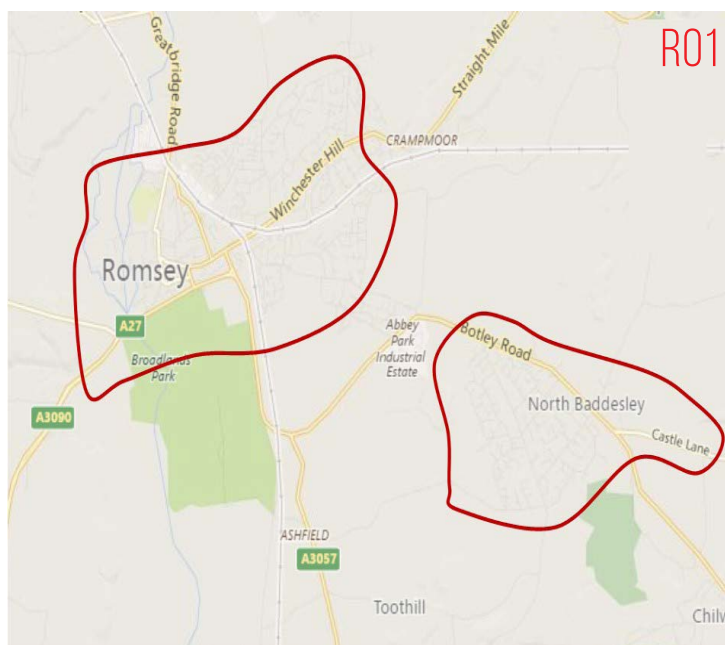 R01
Greatbridge Road
Straight Mile
CRAMPMOOR
Winchester Hill
Romsey
A27
Abbey
Park
Industrial
Estate
Botley Road
Broadlands
Park
North Baddesley
A3090
Castle Lane
ASHFIELD
A3057
Toothill
Chilw